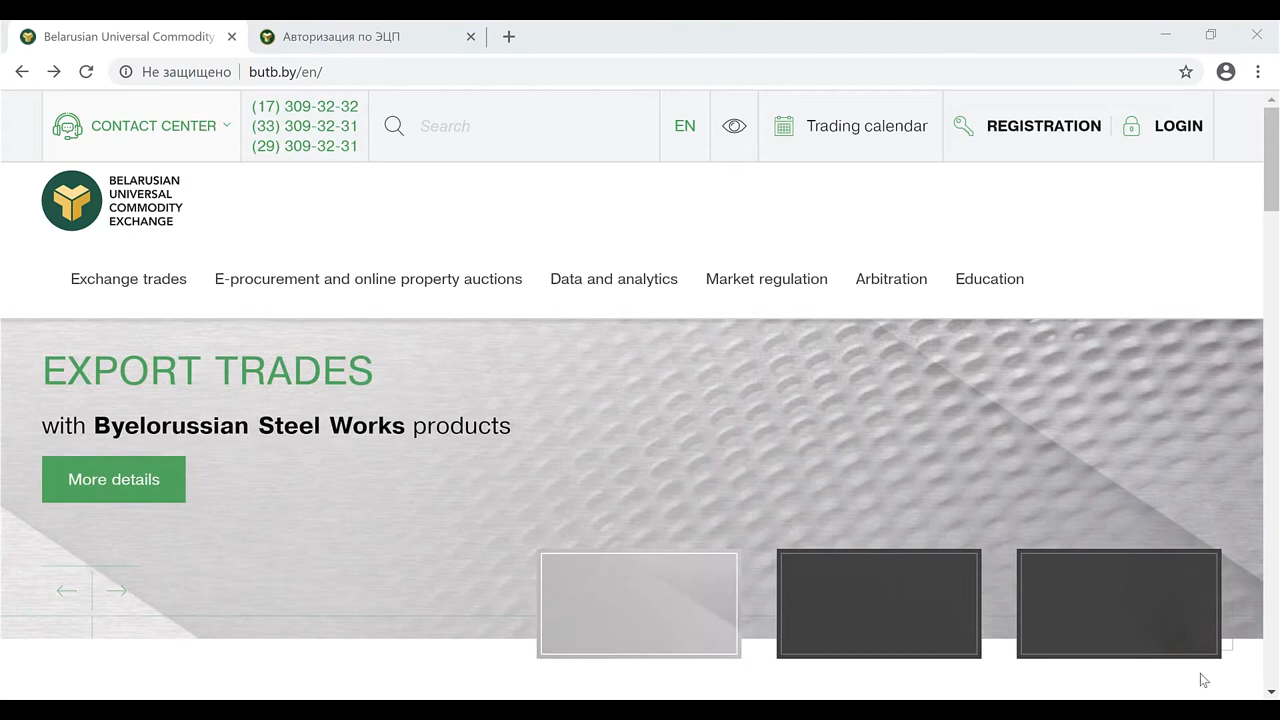 Belarusian Universal Commodity
Авторизация по ЭЦП
Не защищено
butb.by/en/
CONTACT CENTER
(17) 309-32-32
(33) 309-32-31
(29) 309-32-31
Search
EN
Trading calendar
REGISTRATION
LOGIN
BELARUSIAN
UNIVERSAL
COMMODITY
EXCHANGE
Exchange trades
E-procurement and online property auctions
Data and analytics
Market regulation
Arbitration
Education
EXPORT TRADES
with Byelorussian Steel Works products
More details